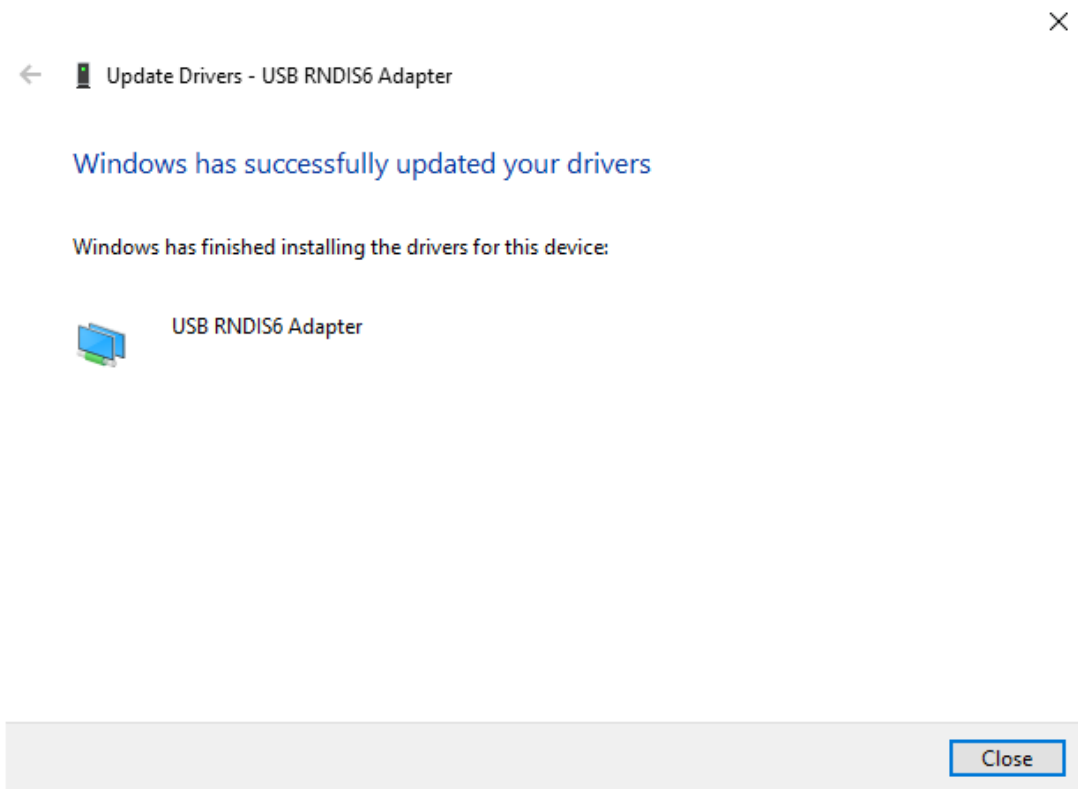 Update Drivers - USB RNDIS6 Adapter
Windows has successfully updated your drivers
Windows has finished installing the drivers for this device:
USB RNDIS6 Adapter
Close